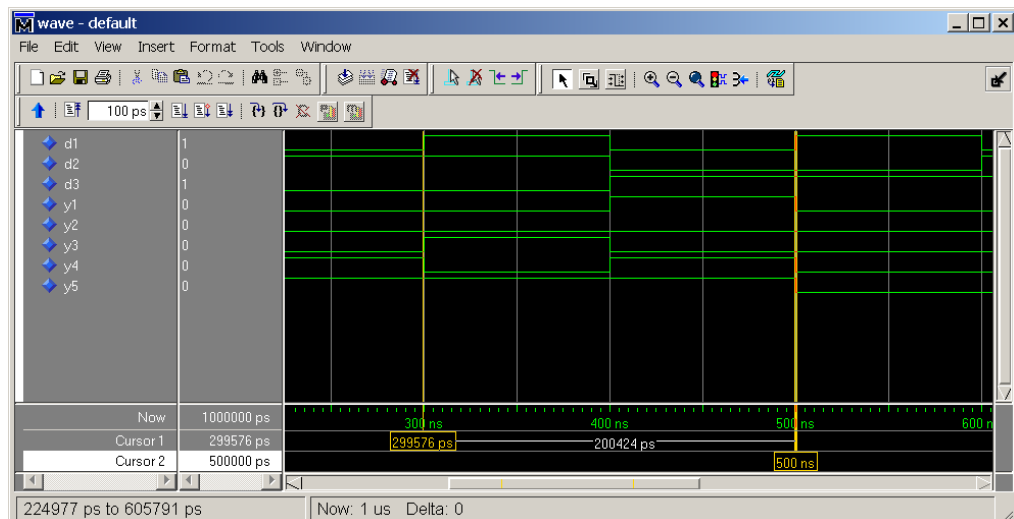 wave - default
File Edit View Insert Format Tools Window
100 ps
d1 1
d2 0
d3 1
y1 0
y2 0
y3 0
y4 0
y5 0
Now 1000000 ps 300 ns 400 ns 500 ns 600 n
Cursor 1 299576 ps 299576 ps 200424 ps
Cursor 2 500000 ps 500 ns
224977 ps to 605791 ps Now: 1 us Delta: 0